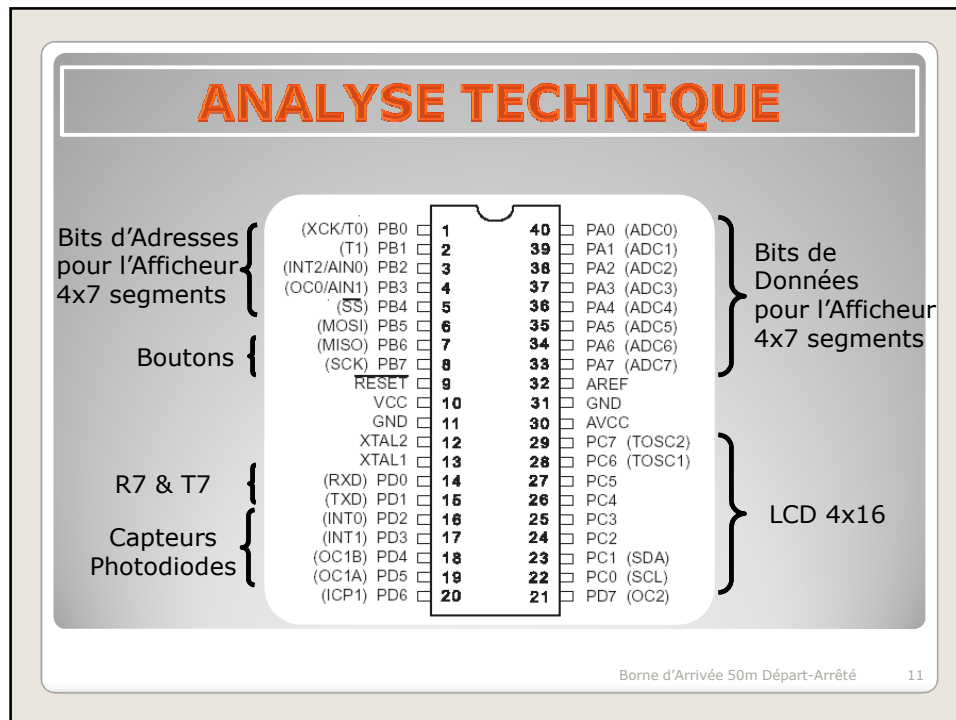 ANALYSE TECHNIQUE
Bits d'Adresses
pour l'Afficheur
4x7 segments
Boutons
R7 & T7
Capteurs
Photodiodes
(XCK/T0) PB0 1
(T1) PB1 2
(INT2/AIN0) PB2 3
(OC0/AIN1) PB3 4
(SS) PB4 5
(MOSI) PB5 6
(MISO) PB6 7
(SCK) PB7 8
RESET 9
VCC 10
GND 11
XTAL2 12
XTAL1 13
(RXD) PD0 14
(TXD) PD1 15
(INT0) PD2 16
(INT1) PD3 17
(OC1B) PD4 18
(OC1A) PD5 19
(ICP1) PD6 20
40 PA0 (ADC0)
39 PA1 (ADC1)
38 PA2 (ADC2)
37 PA3 (ADC3)
36 PA4 (ADC4)
35 PA5 (ADC5)
34 PA6 (ADC6)
33 PA7 (ADC7)
32 AREF
31 GND
30 AVCC
29 PC7 (TOSC2)
28 PC6 (TOSC1)
27 PC5
26 PC4
25 PC3
24 PC2
23 PC1 (SDA)
22 PC0 (SCL)
21 PD7 (OC2)
Bits de
Données
pour l'Afficheur
4x7 segments
LCD 4x16
Borne d'Arrivée 50m Départ-Arrêté 11